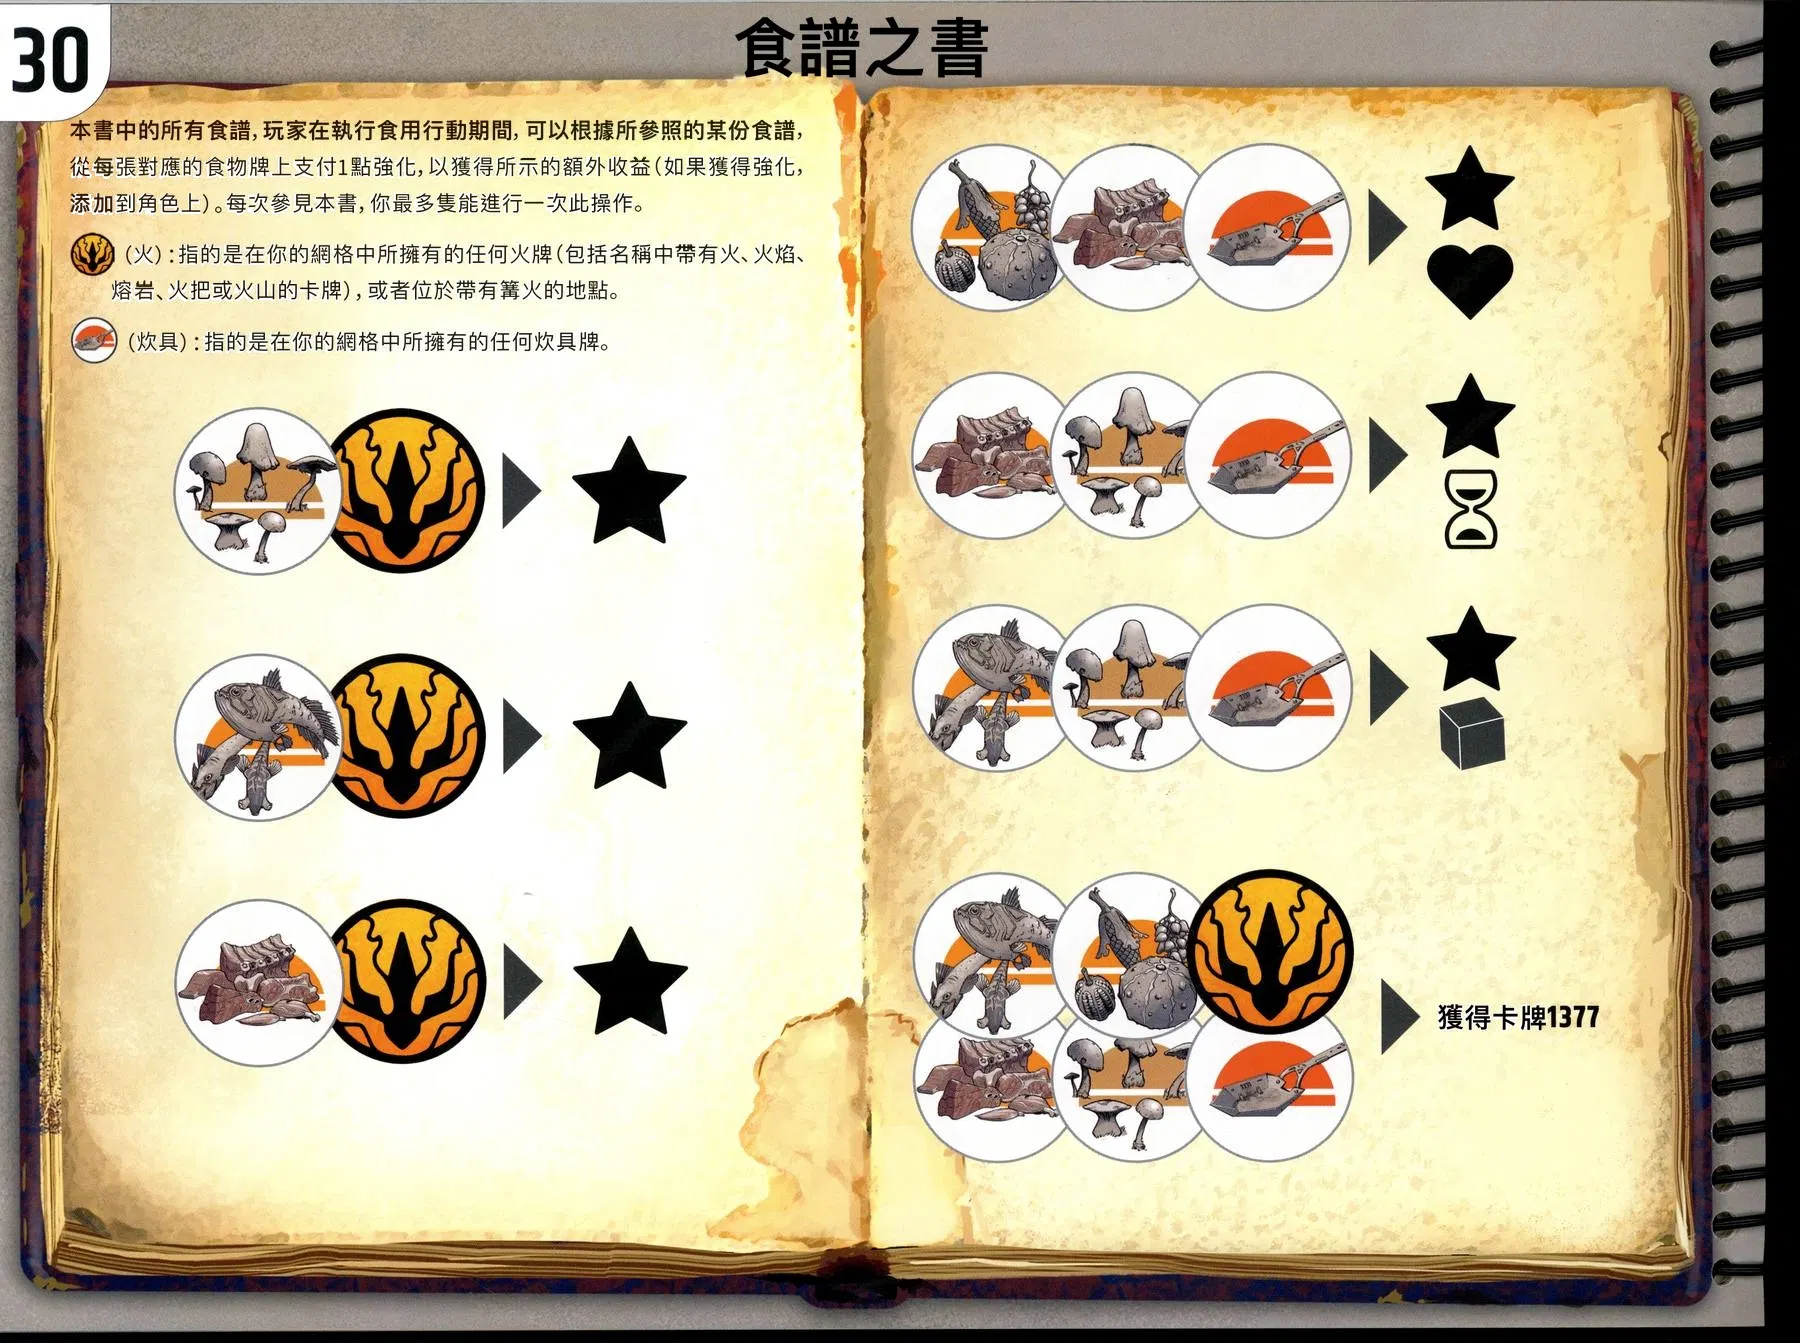 30
食譜之書
本書中的所有食譜,玩家在執行食用行動期間,可以根據所參照的某份食譜,
從每張對應的食物牌上支付1點強化,以獲得所示的額外收益(如果獲得強化,
添加到角色上)。每次參見本書,你最多隻能進行一次此操作。
(火):指的是在你的網格中所擁有的任何火牌(包括名稱中帶有火、火焰、
熔岩、火把或火山的卡牌),或者位於帶有篝火的地點。
(炊具):指的是在你的網格中所擁有的任何炊具牌。
獲得卡牌1377